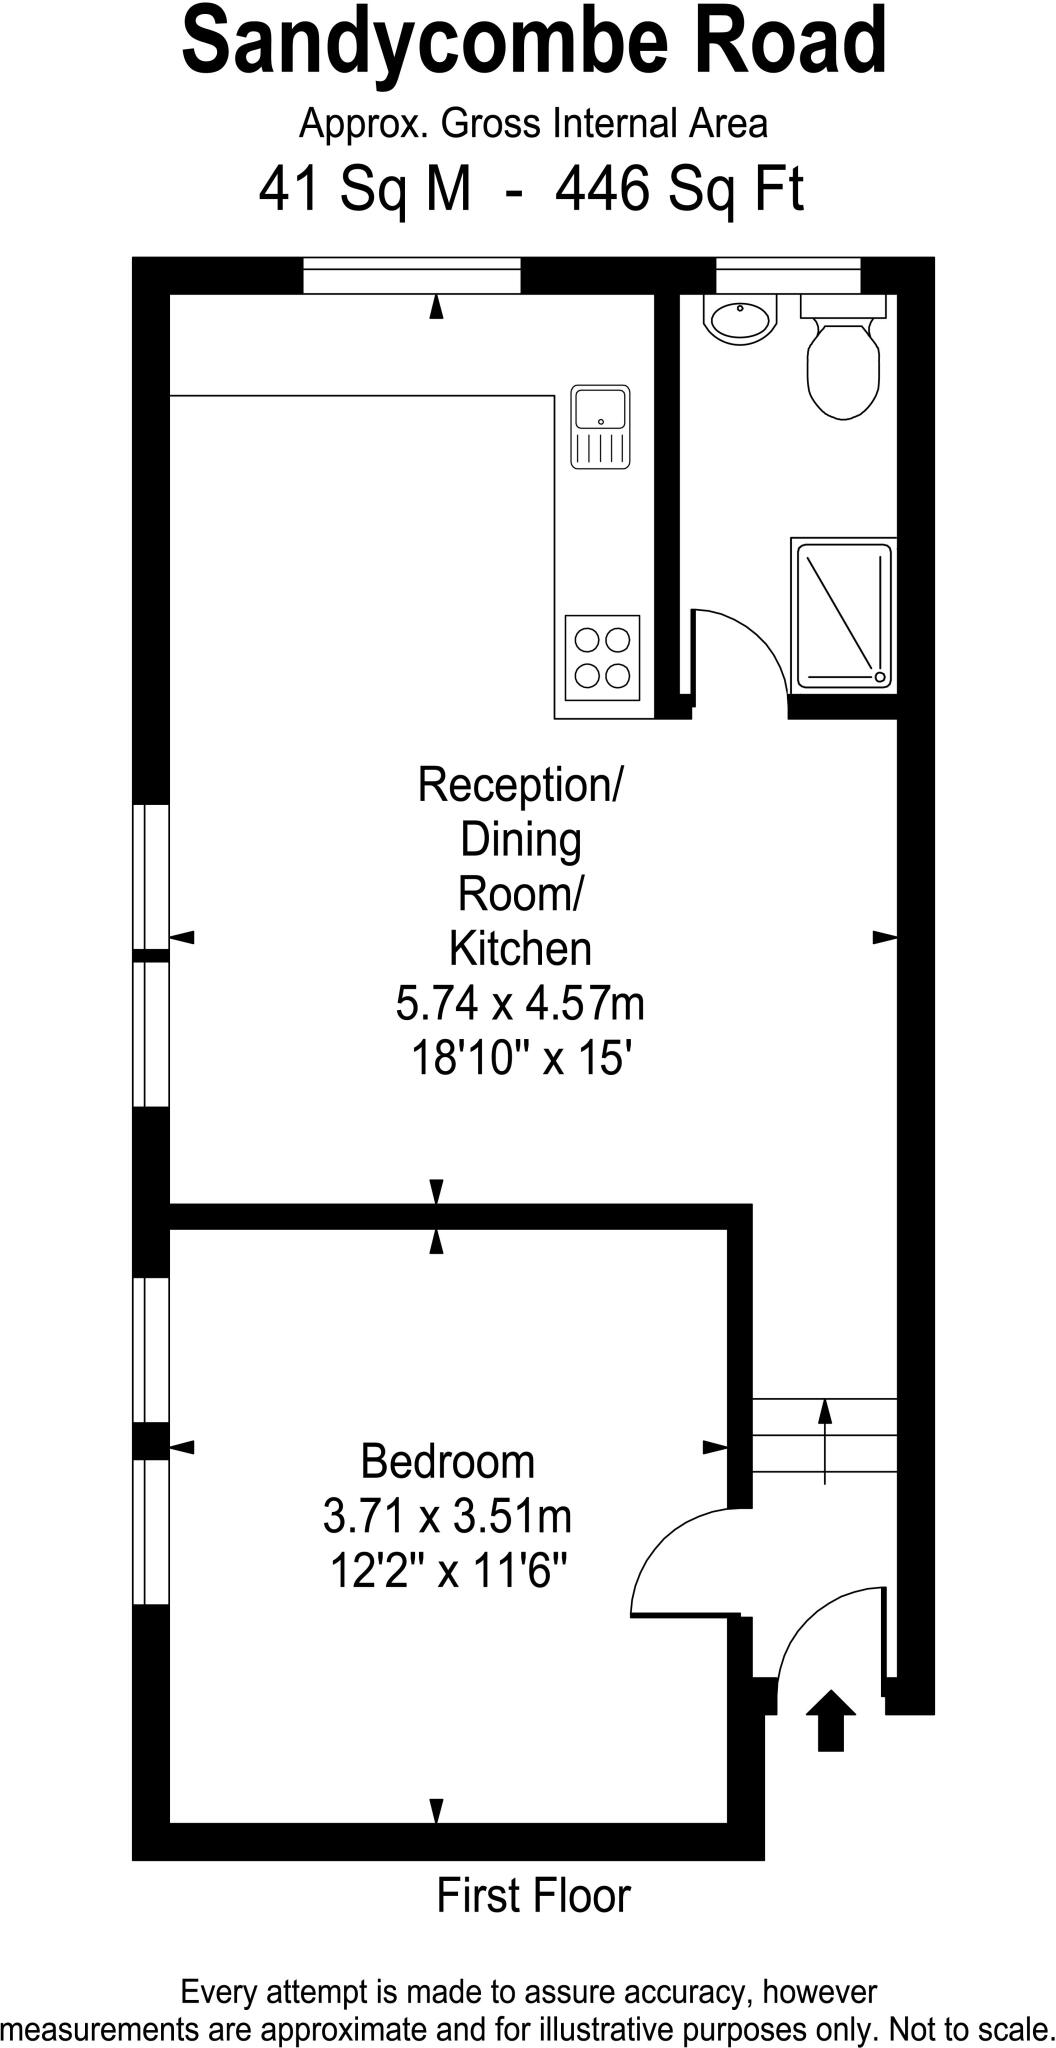 Sandycombe Road
Approx. Gross Internal Area
41 Sq M - 446 Sq Ft
Reception/
Dining
Room/
Kitchen
5.74 x 4.57m
18'10" x 15'
Bedroom
3.71 x 3.51m
12'2" x 11'6"
First Floor
Every attempt is made to assure accuracy, however
measurements are approximate and for illustrative purposes only. Not to scale.